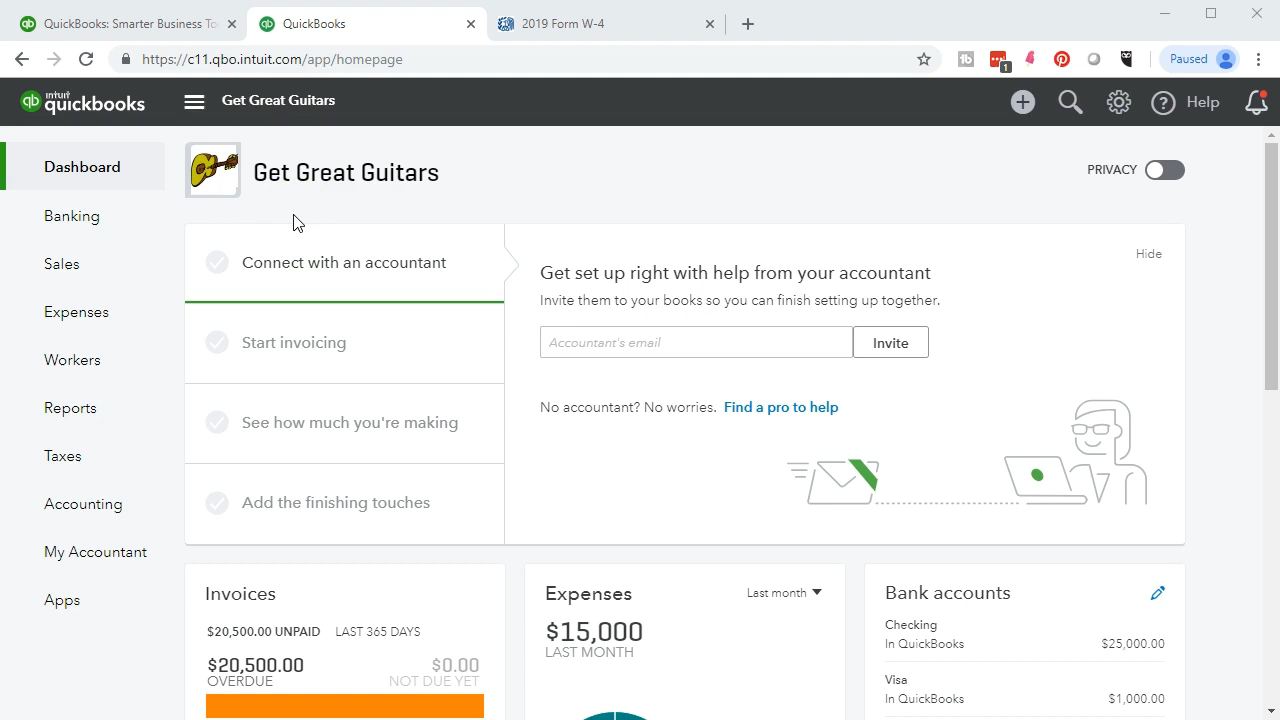 QuickBooks: Smarter Business To
QuickBooks
2019 Form W-4
https://c11.qbo.intuit.com/app/homepage
1
Paused
intuit
quickbooks
Get Great Guitars
Help
Dashboard
Banking
Sales
Expenses
Workers
Reports
Taxes
Accounting
My Accountant
Apps
Get Great Guitars
PRIVACY
Connect with an accountant
Start invoicing
See how much you're making
Add the finishing touches
Hide
Get set up right with help from your accountant
Invite them to your books so you can finish setting up together.
Accountant's email
Invite
No accountant? No worries. Find a pro to help
Invoices
$20,500.00 UNPAID LAST 365 DAYS
$20,500.00 $0.00
OVERDUE NOT DUE YET
Expenses
Last month
$15,000
LAST MONTH
Bank accounts
Checking
In QuickBooks $25,000.00
Visa
In QuickBooks $1,000.00